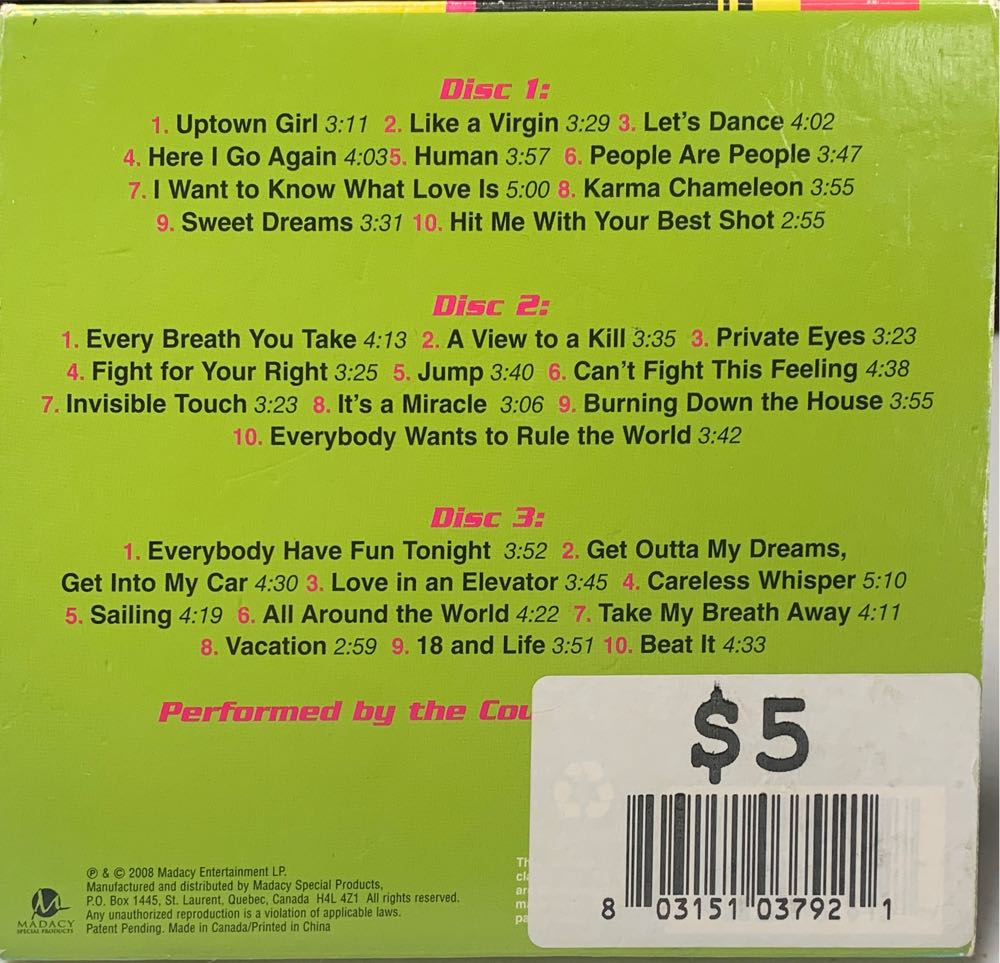 Disc 1:
1. Uptown Girl 3:11 2. Like a Virgin 3:29 3. Let's Dance 4:02
4. Here I Go Again 4:03 5. Human 3:57 6. People Are People 3:47
7. I Want to Know What Love Is 5:00 8. Karma Chameleon 3:55
9. Sweet Dreams 3:31 10. Hit Me With Your Best Shot 2:55
Disc 2:
1. Every Breath You Take 4:13 2. A View to a Kill 3:35 3. Private Eyes 3:23
4. Fight for Your Right 3:25 5. Jump 3:40 6. Can't Fight This Feeling 4:38
7. Invisible Touch 3:23 8. It's a Miracle 3:06 9. Burning Down the House 3:55
10. Everybody Wants to Rule the World 3:42
Disc 3:
1. Everybody Have Fun Tonight 3:52 2. Get Outta My Dreams,
Get Into My Car 4:30 3. Love in an Elevator 3:45 4. Careless Whisper 5:10
5. Sailing 4:19 6. All Around the World 4:22 7. Take My Breath Away 4:11
8. Vacation 2:59 9. 18 and Life 3:51 10. Beat It 4:33
Performed by the
$5
8 03151 03792 1
℗ & © 2008 Madacy Entertainment LP.
Manufactured and distributed by Madacy Special Products,
P.O. Box 1445, St. Laurent, Quebec, Canada H4L 4Z1 All rights reserved.
Any unauthorized reproduction is a violation of applicable laws.
Patent Pending. Made in Canada/Printed in China
MADACY
SPECIAL PRODUCTS